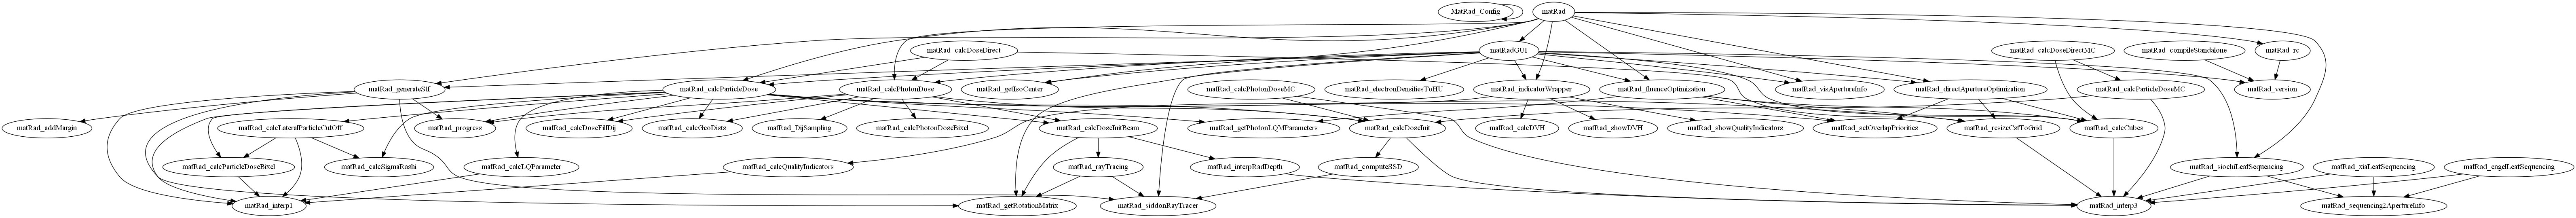 MatRad_Config
matRad
matRad_calcDoseDirect
matRadGUI
matRad_calcDoseDirectMC
matRad_compileStandalone
matRad_rc
matRad_generateStf
matRad_calcParticleDose
matRad_calcPhotonDose
matRad_getIsoCenter
matRad_calcPhotonDoseMC
matRad_electronDensitiesToHU
matRad_indicatorWrapper
matRad_fluenceOptimization
matRad_visApertureInfo
matRad_directApertureOptimization
matRad_calcParticleDoseMC
matRad_version
matRad_addMargin
matRad_calcLateralParticleCutOff
matRad_progress
matRad_calcDoseFillDij
matRad_calcGeoDists
matRad_DijSampling
matRad_calcPhotonDoseBixel
matRad_calcDoseInitBeam
matRad_getPhotonLQMParameters
matRad_calcDoseInit
matRad_calcDVH
matRad_showDVH
matRad_showQualityIndicators
matRad_setOverlapPriorities
matRad_resizeCstToGrid
matRad_calcCubes
matRad_calcParticleDoseBixel
matRad_calcSigmaRashi
matRad_calcLQParameter
matRad_calcQualityIndicators
matRad_rayTracing
matRad_interpRadDepth
matRad_computeSSD
matRad_siochiLeafSequencing
matRad_xiaLeafSequencing
matRad_engelLeafSequencing
matRad_interp1
matRad_getRotationMatrix
matRad_siddonRayTracer
matRad_interp3
matRad_sequencing2ApertureInfo